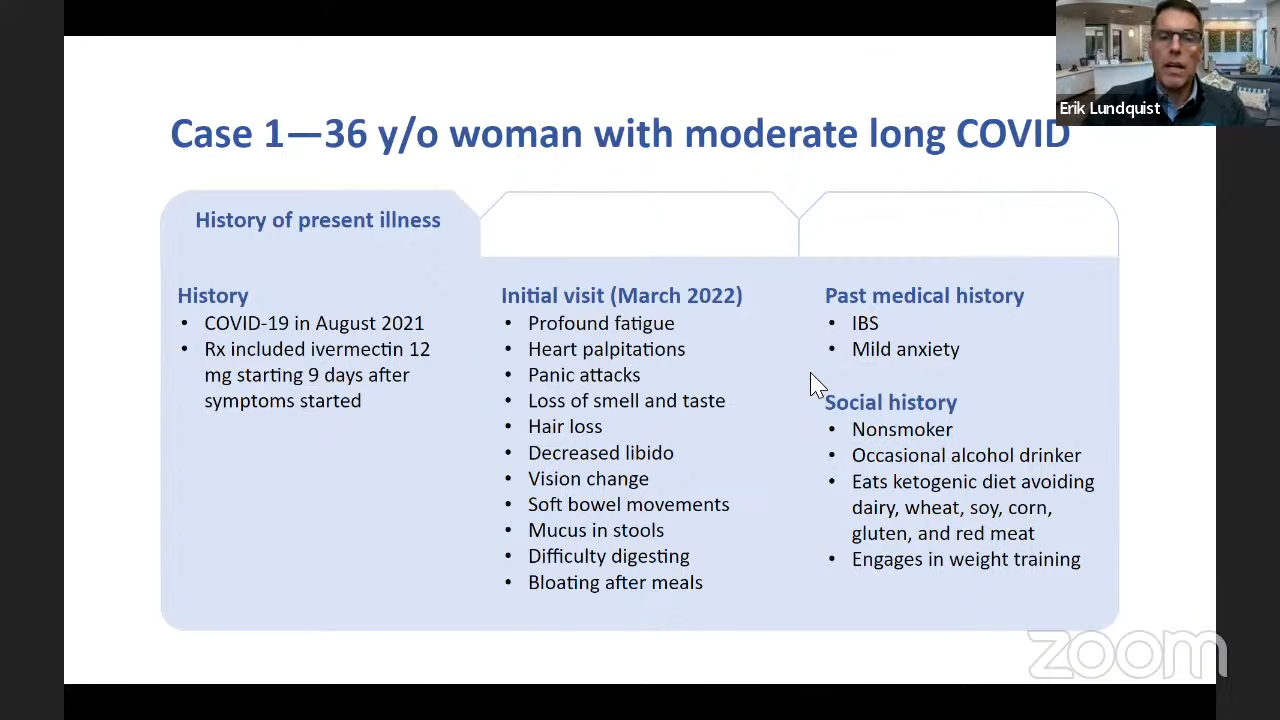 Erik Lundquist
Case 1—36 y/o woman with moderate long COVID
History of present illness
History
• COVID-19 in August 2021
• Rx included ivermectin 12
mg starting 9 days after
symptoms started
Initial visit (March 2022)
• Profound fatigue
• Heart palpitations
• Panic attacks
• Loss of smell and taste
• Hair loss
• Decreased libido
• Vision change
• Soft bowel movements
• Mucus in stools
• Difficulty digesting
• Bloating after meals
Past medical history
• IBS
• Mild anxiety
Social history
• Nonsmoker
• Occasional alcohol drinker
• Eats ketogenic diet avoiding
dairy, wheat, soy, corn,
gluten, and red meat
• Engages in weight training
zoom